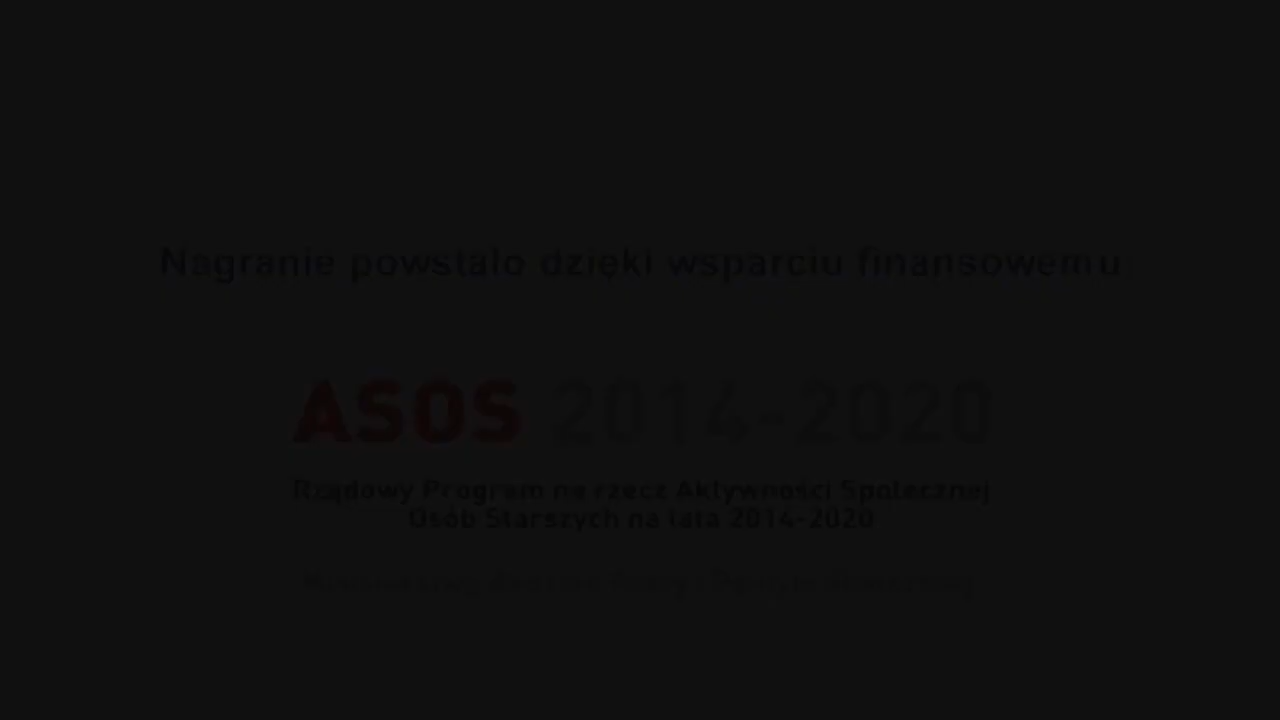 Nagranie powstało dzięki wsparciu finansowemu:
ASOS 2014-2020
Rządowy Program na rzecz Aktywności Społecznej
Osób Starszych na lata 2014-2020